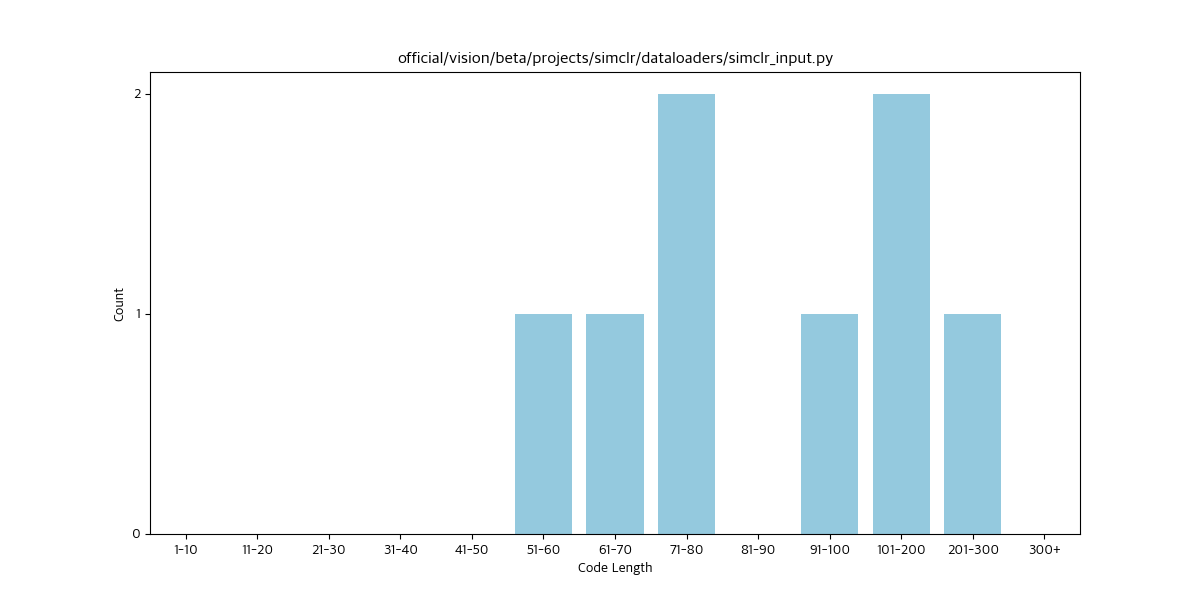 official/vision/beta/projects/simclr/dataloaders/simclr_input.py
Count
2
1
0
1-10 11-20 21-30 31-40 41-50 51-60 61-70 71-80 81-90 91-100 101-200 201-300 300+
Code Length